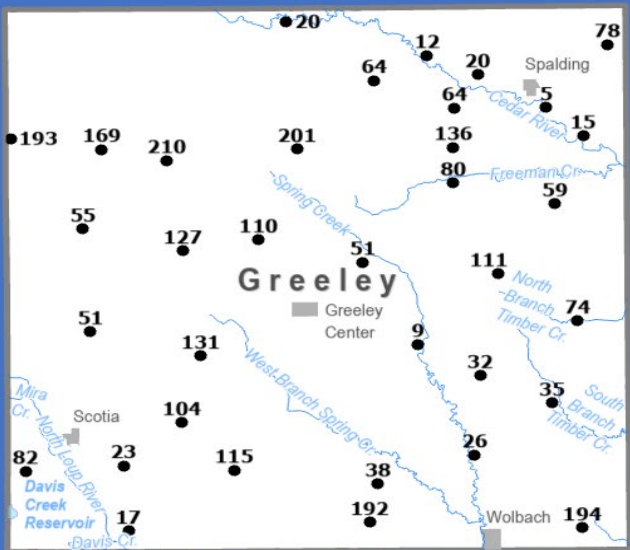 20
12
78
64
20
Spalding
64
5
Cedar River
15
193
169
210
201
136
80
Freeman Cr.
59
Spring Creek
55
127
110
51
111
Greeley
North
Branch
Timber Cr.
74
Greeley
Center
51
131
9
32
West-Branch Spring Cr.
35
South
Branch
Timber Cr.
Mira
Cr.
Scotia
North Loup River
104
82
23
115
26
38
Davis
Creek
Reservoir
17
Davis Cr.
192
Wolbach
194